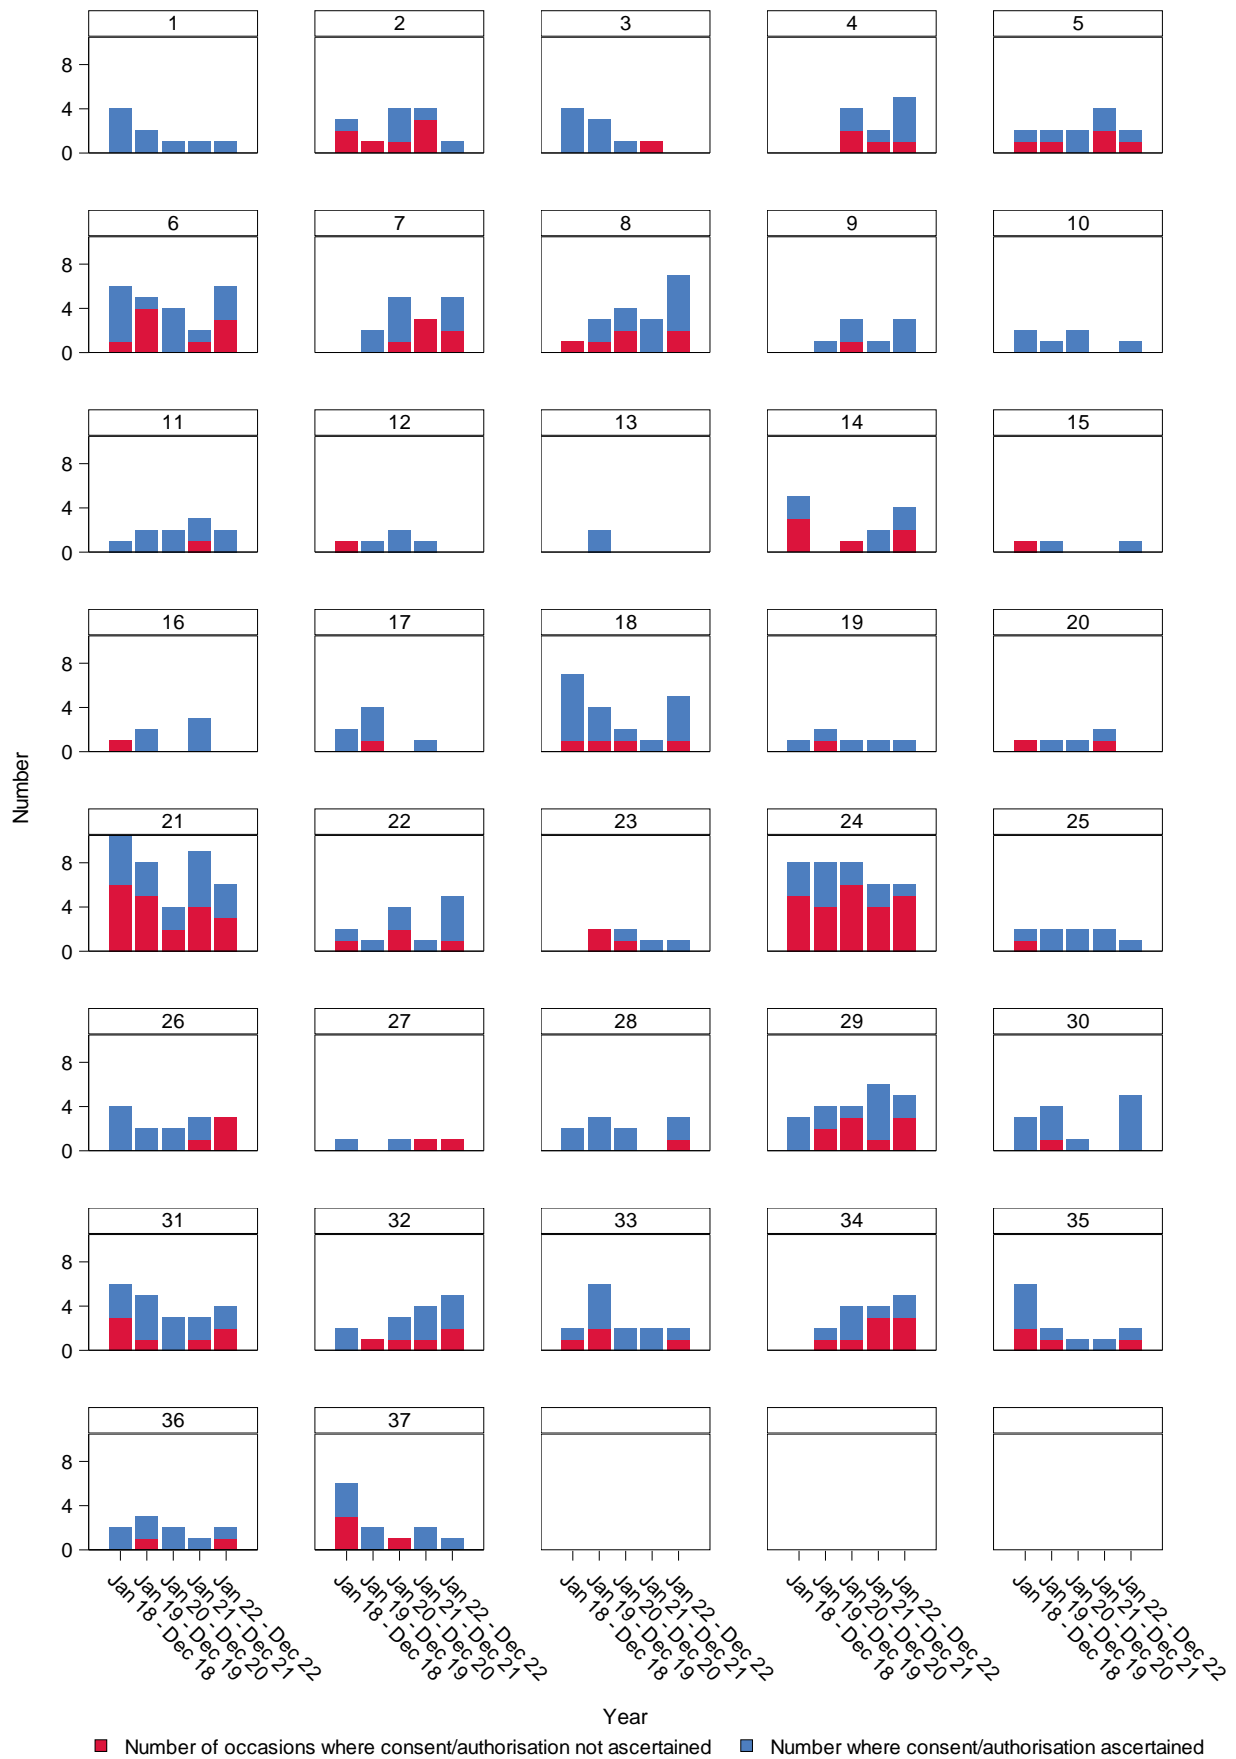 1 2 3 4 5
8
4
0
6 7 8 9 10
8
4
0
11 12 13 14 15
8
4
0
16 17 18 19 20
8
4
0
Number
21 22 23 24 25
8
4
0
26 27 28 29 30
8
4
0
31 32 33 34 35
8
4
0
36 37
8
4
0
Jan 18 - Dec 18
Jan 19 - Dec 19
Jan 20 - Dec 20
Jan 21 - Dec 21
Jan 22 - Dec 22
Jan 18 - Dec 18
Jan 19 - Dec 19
Jan 20 - Dec 20
Jan 21 - Dec 21
Jan 22 - Dec 22
Jan 18 - Dec 18
Jan 19 - Dec 19
Jan 20 - Dec 20
Jan 21 - Dec 21
Jan 22 - Dec 22
Jan 18 - Dec 18
Jan 19 - Dec 19
Jan 20 - Dec 20
Jan 21 - Dec 21
Jan 22 - Dec 22
Jan 18 - Dec 18
Jan 19 - Dec 19
Jan 20 - Dec 20
Jan 21 - Dec 21
Jan 22 - Dec 22
Year
Number of occasions where consent/authorisation not ascertained Number where consent/authorisation ascertained